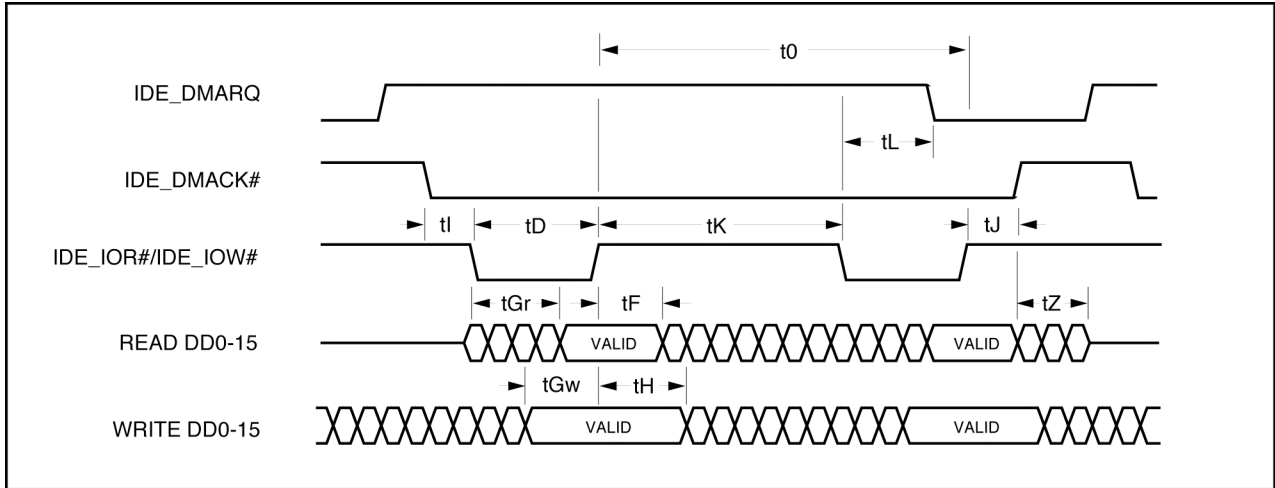 t0
IDE_DMARQ
tL
IDE_DMACK#
tI tD tK tJ
IDE_IOR#/IDE_IOW#
tGr tF tZ
READ DD0-15 VALID VALID
tGw tH
WRITE DD0-15 VALID VALID